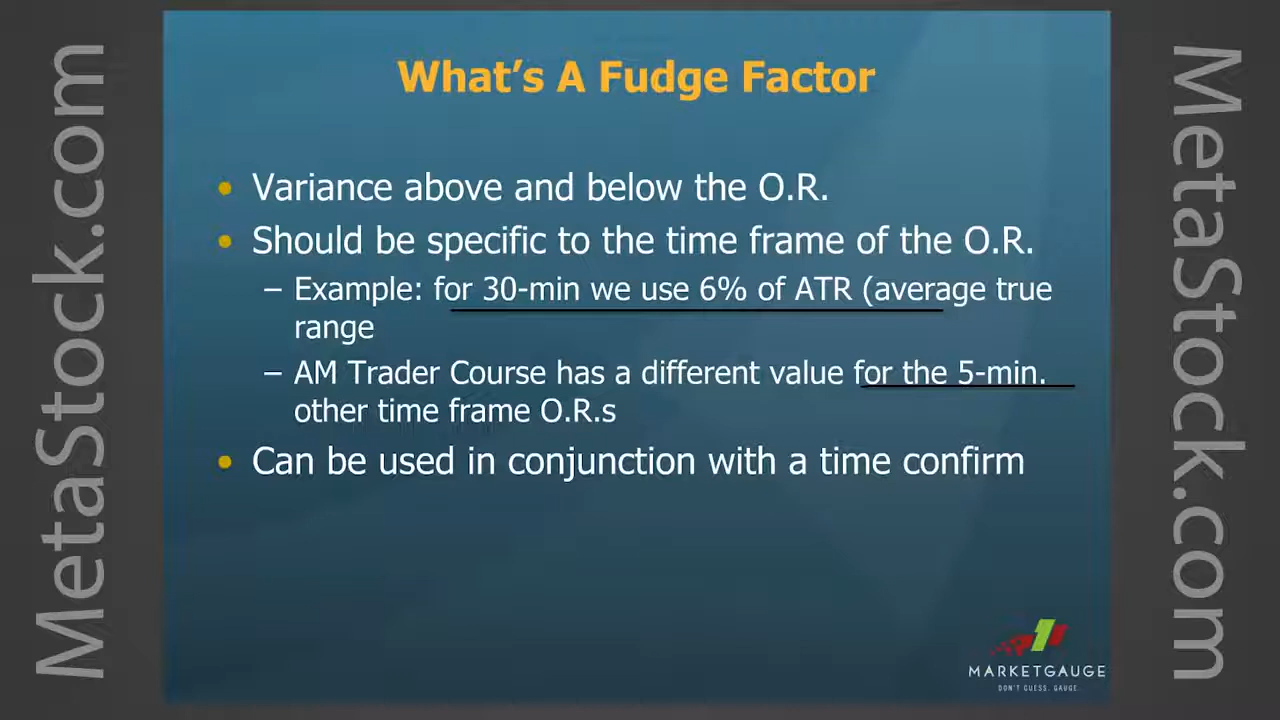 What's A Fudge Factor
• Variance above and below the O.R.
• Should be specific to the time frame of the O.R.
– Example: for 30-min we use 6% of ATR (average true
range
– AM Trader Course has a different value for the 5-min.
other time frame O.R.s
• Can be used in conjunction with a time confirm
MetaStock.com
MetaStock.com
MARKETGAUGE
DON'T GUESS. GAUGE.